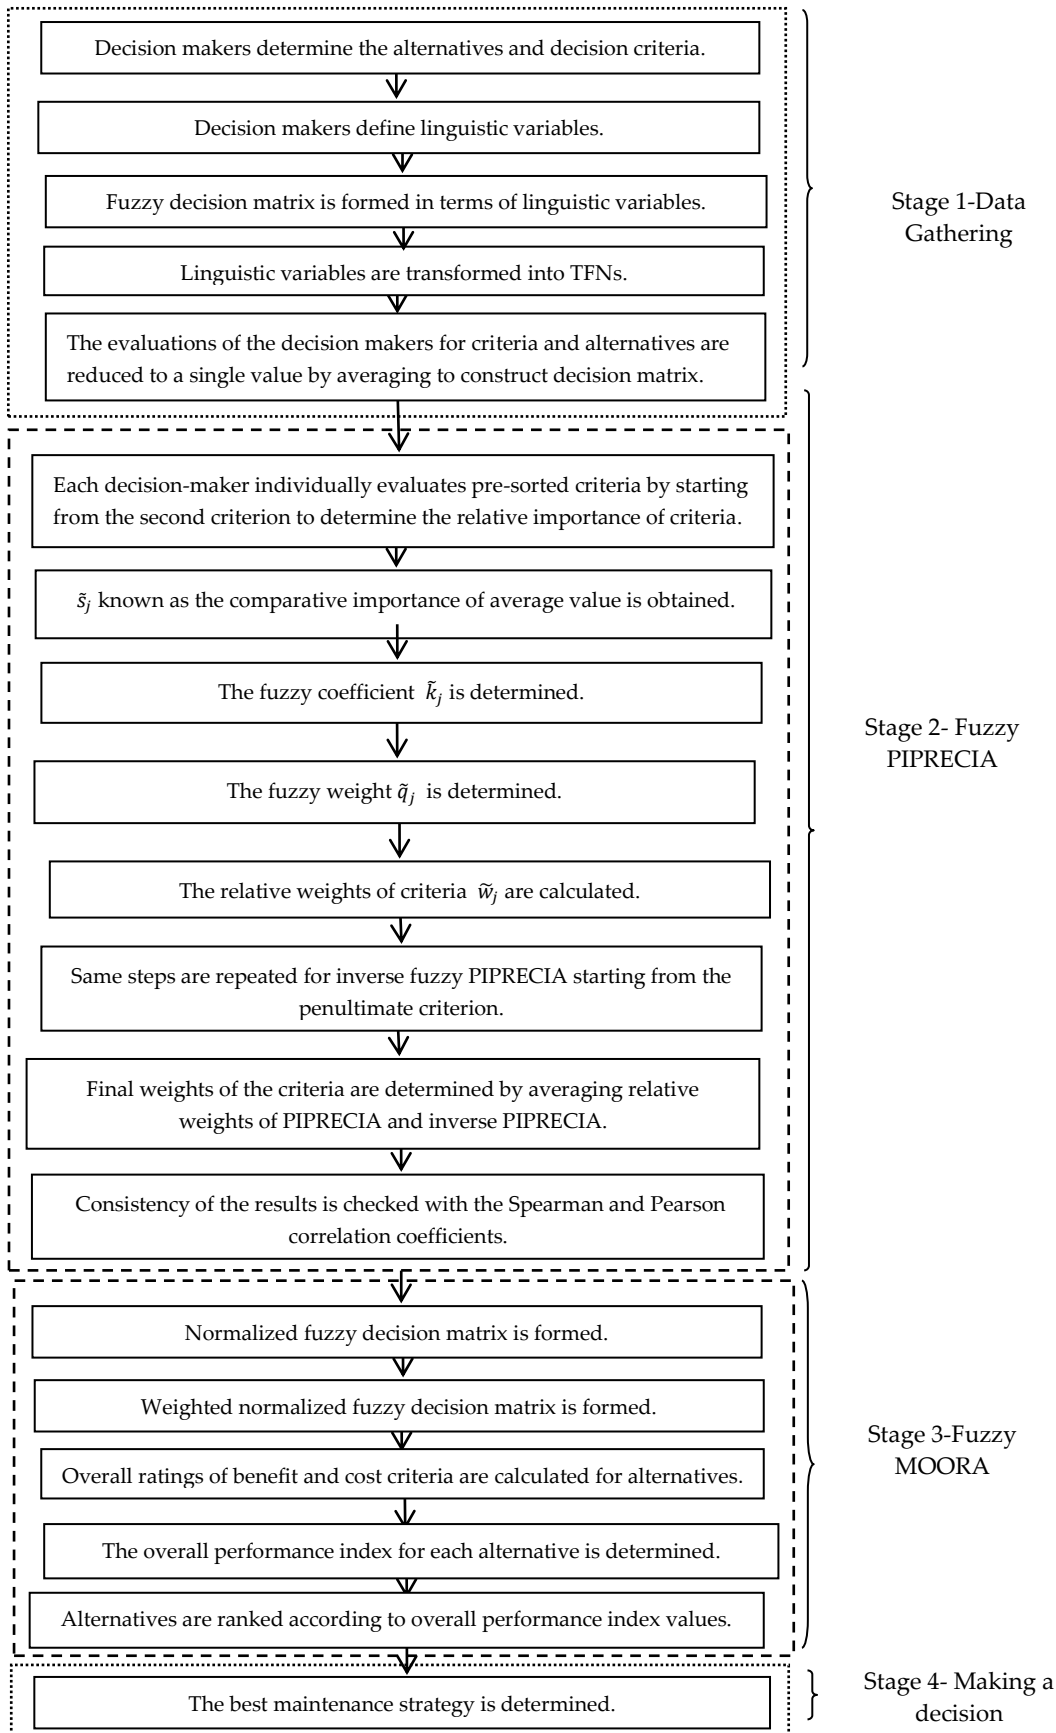 Decision makers determine the alternatives and decision criteria.
Decision makers define linguistic variables.
Fuzzy decision matrix is formed in terms of linguistic variables.
Linguistic variables are transformed into TFNs.
The evaluations of the decision makers for criteria and alternatives are
reduced to a single value by averaging to construct decision matrix.
Stage 1-Data
Gathering
Each decision-maker individually evaluates pre-sorted criteria by starting
from the second criterion to determine the relative importance of criteria.
s̃ⱼ known as the comparative importance of average value is obtained.
The fuzzy coefficient k̃ⱼ is determined.
The fuzzy weight q̃ⱼ is determined.
The relative weights of criteria w̃ⱼ are calculated.
Same steps are repeated for inverse fuzzy PIPRECIA starting from the
penultimate criterion.
Final weights of the criteria are determined by averaging relative
weights of PIPRECIA and inverse PIPRECIA.
Consistency of the results is checked with the Spearman and Pearson
correlation coefficients.
Stage 2- Fuzzy
PIPRECIA
Normalized fuzzy decision matrix is formed.
Weighted normalized fuzzy decision matrix is formed.
Overall ratings of benefit and cost criteria are calculated for alternatives.
The overall performance index for each alternative is determined.
Alternatives are ranked according to overall performance index values.
Stage 3-Fuzzy
MOORA
The best maintenance strategy is determined.
Stage 4- Making a
decision